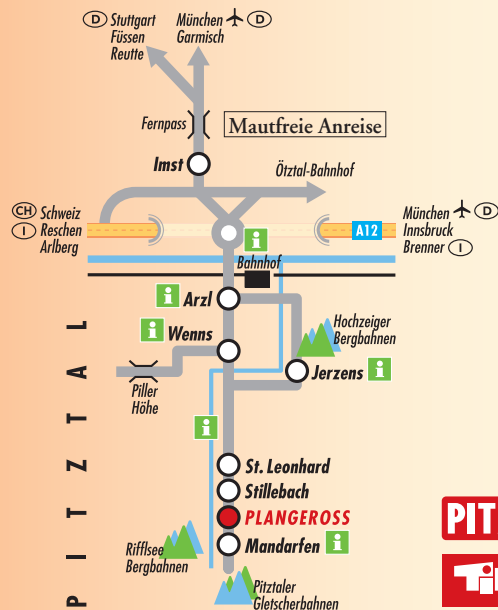 D Stuttgart
Füssen
Reutte
München D
Garmisch
Fernpass
Mautfreie Anreise
Imst
Ötztal-Bahnhof
CH Schweiz
I Reschen
Arlberg
A12
München D
Innsbruck
Brenner I
i
Bahnhof
i Arzl
i Wenns
Hochzeiger
Bergbahnen
Jerzens i
Piller
Höhe
i
PITZTAL
St. Leonhard
Stillebach
PLANGEROSS
Mandarfen i
Rifflsee
Bergbahnen
Pitztaler
Gletscherbahnen
PIT